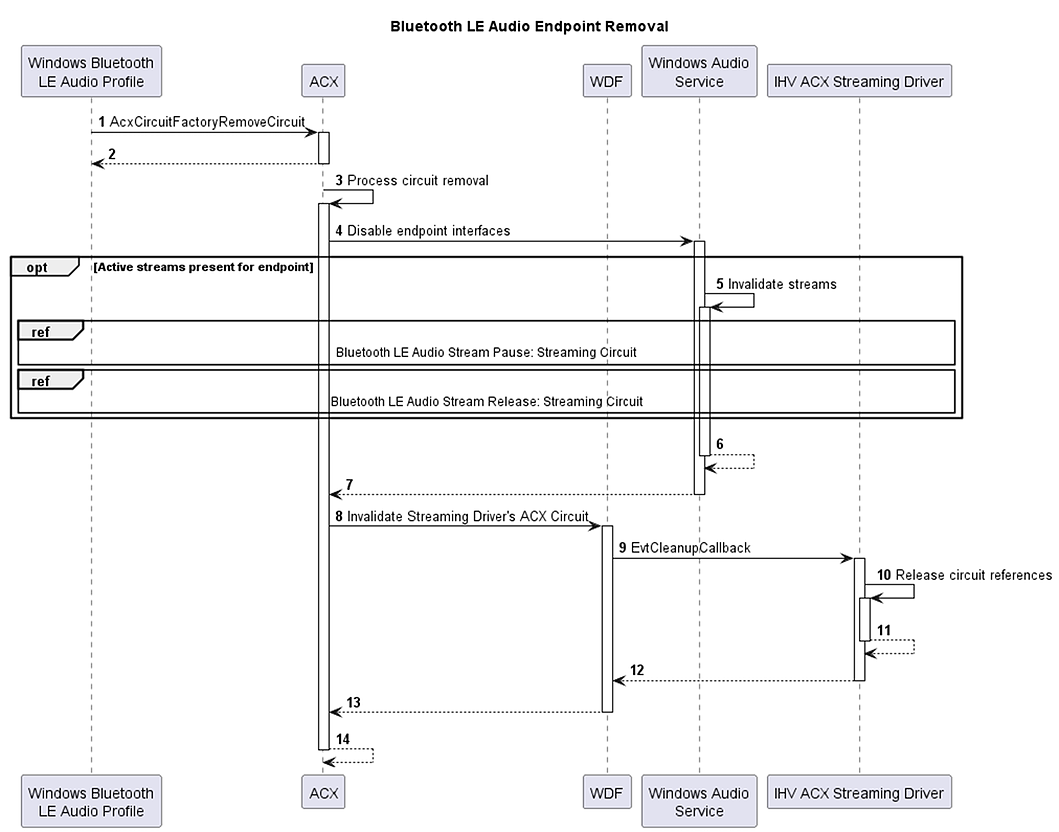 Bluetooth LE Audio Endpoint Removal
Windows Bluetooth
LE Audio Profile
ACX
WDF
Windows Audio
Service
IHV ACX Streaming Driver
1 AcxCircuitFactoryRemoveCircuit
2
3 Process circuit removal
4 Disable endpoint interfaces
opt [Active streams present for endpoint]
5 Invalidate streams
ref
Bluetooth LE Audio Stream Pause: Streaming Circuit
ref
Bluetooth LE Audio Stream Release: Streaming Circuit
6
7
8 Invalidate Streaming Driver's ACX Circuit
9 EvtCleanupCallback
10 Release circuit references
11
12
13
14
Windows Bluetooth
LE Audio Profile
ACX
WDF
Windows Audio
Service
IHV ACX Streaming Driver